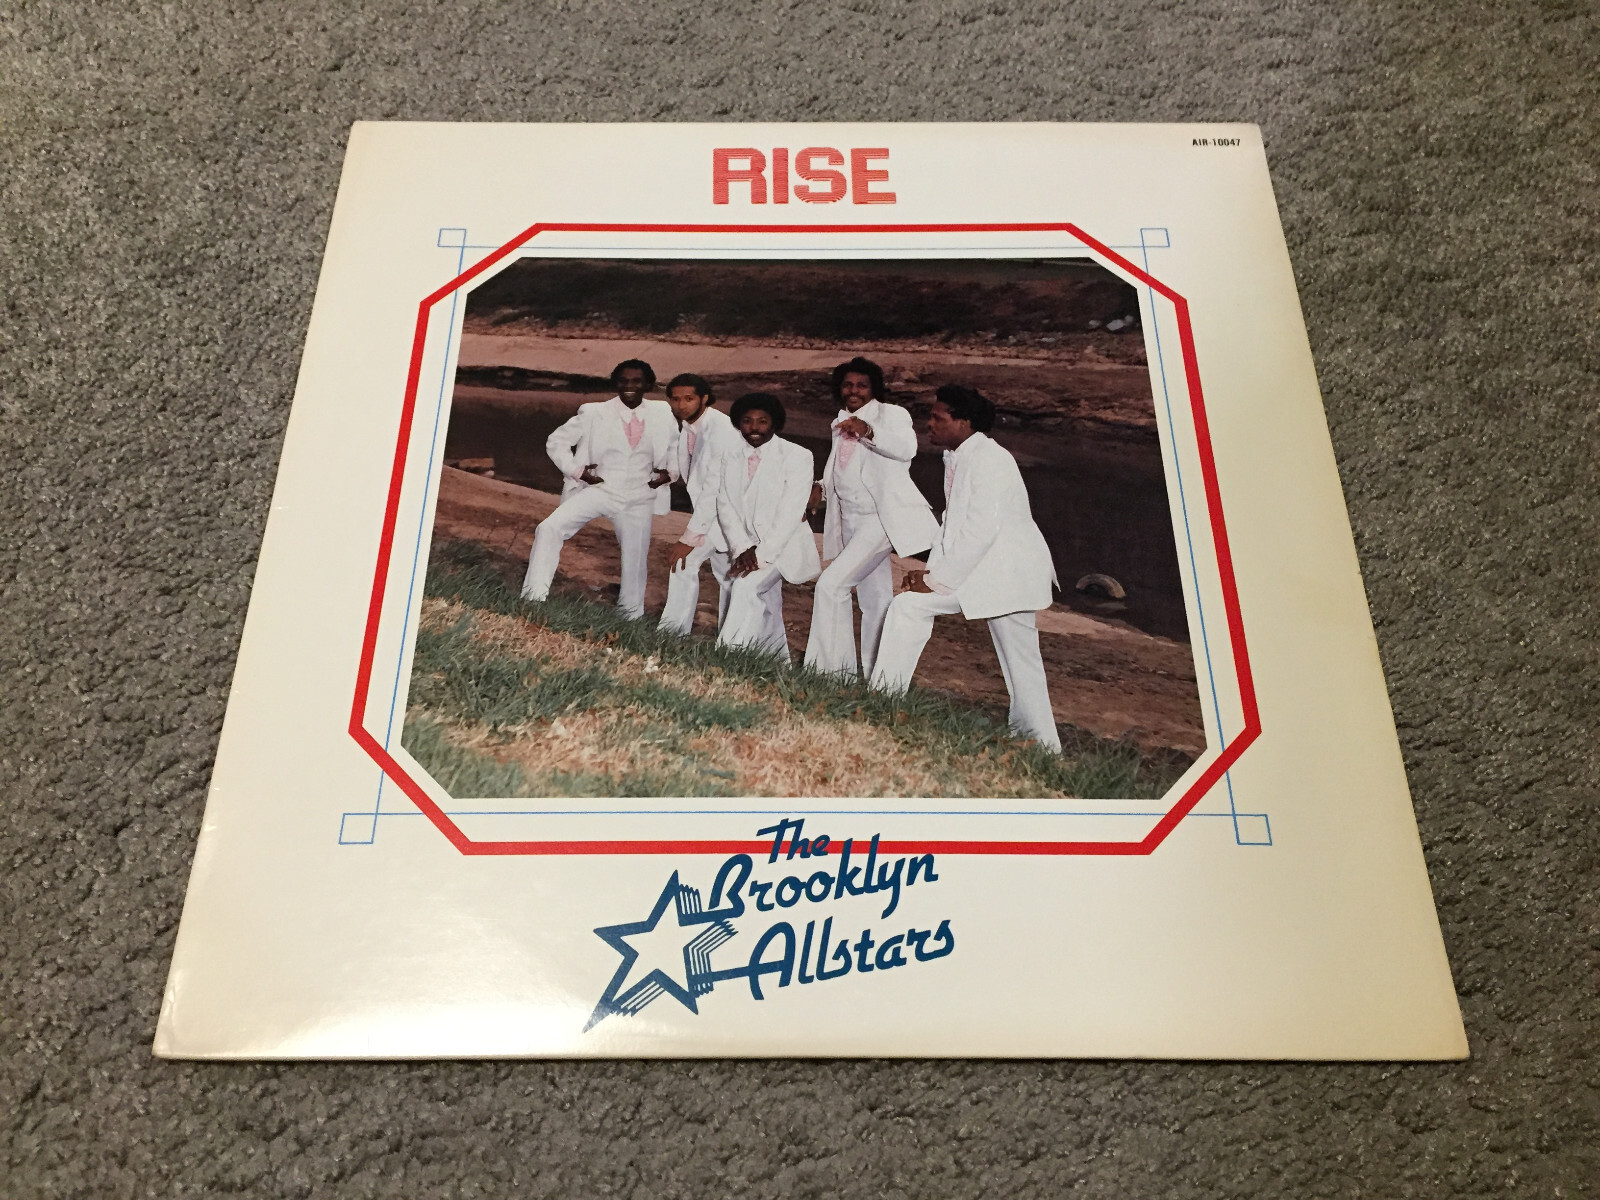 AIR-10047
RISE
The
Brooklyn
Allstars